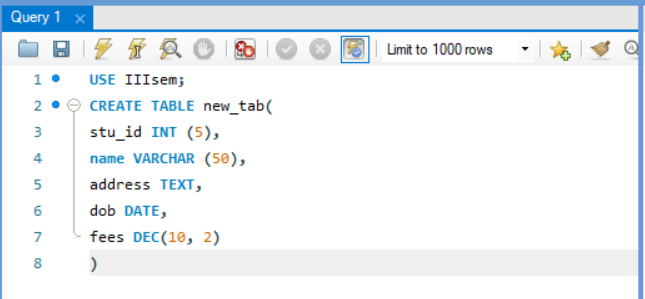 Query 1
Limit to 1000 rows
1 USE IIIsem;
2 CREATE TABLE new_tab(
3 stu_id INT (5),
4 name VARCHAR (50),
5 address TEXT,
6 dob DATE,
7 fees DEC(10, 2)
8 )